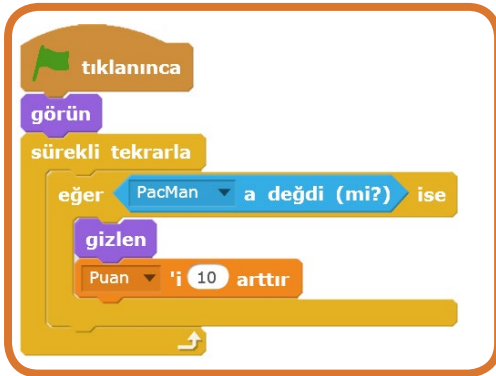 tıklanınca
görün
sürekli tekrarla
eğer PacMan a değdi (mi?) ise
gizlen
Puan 'i 10 arttır